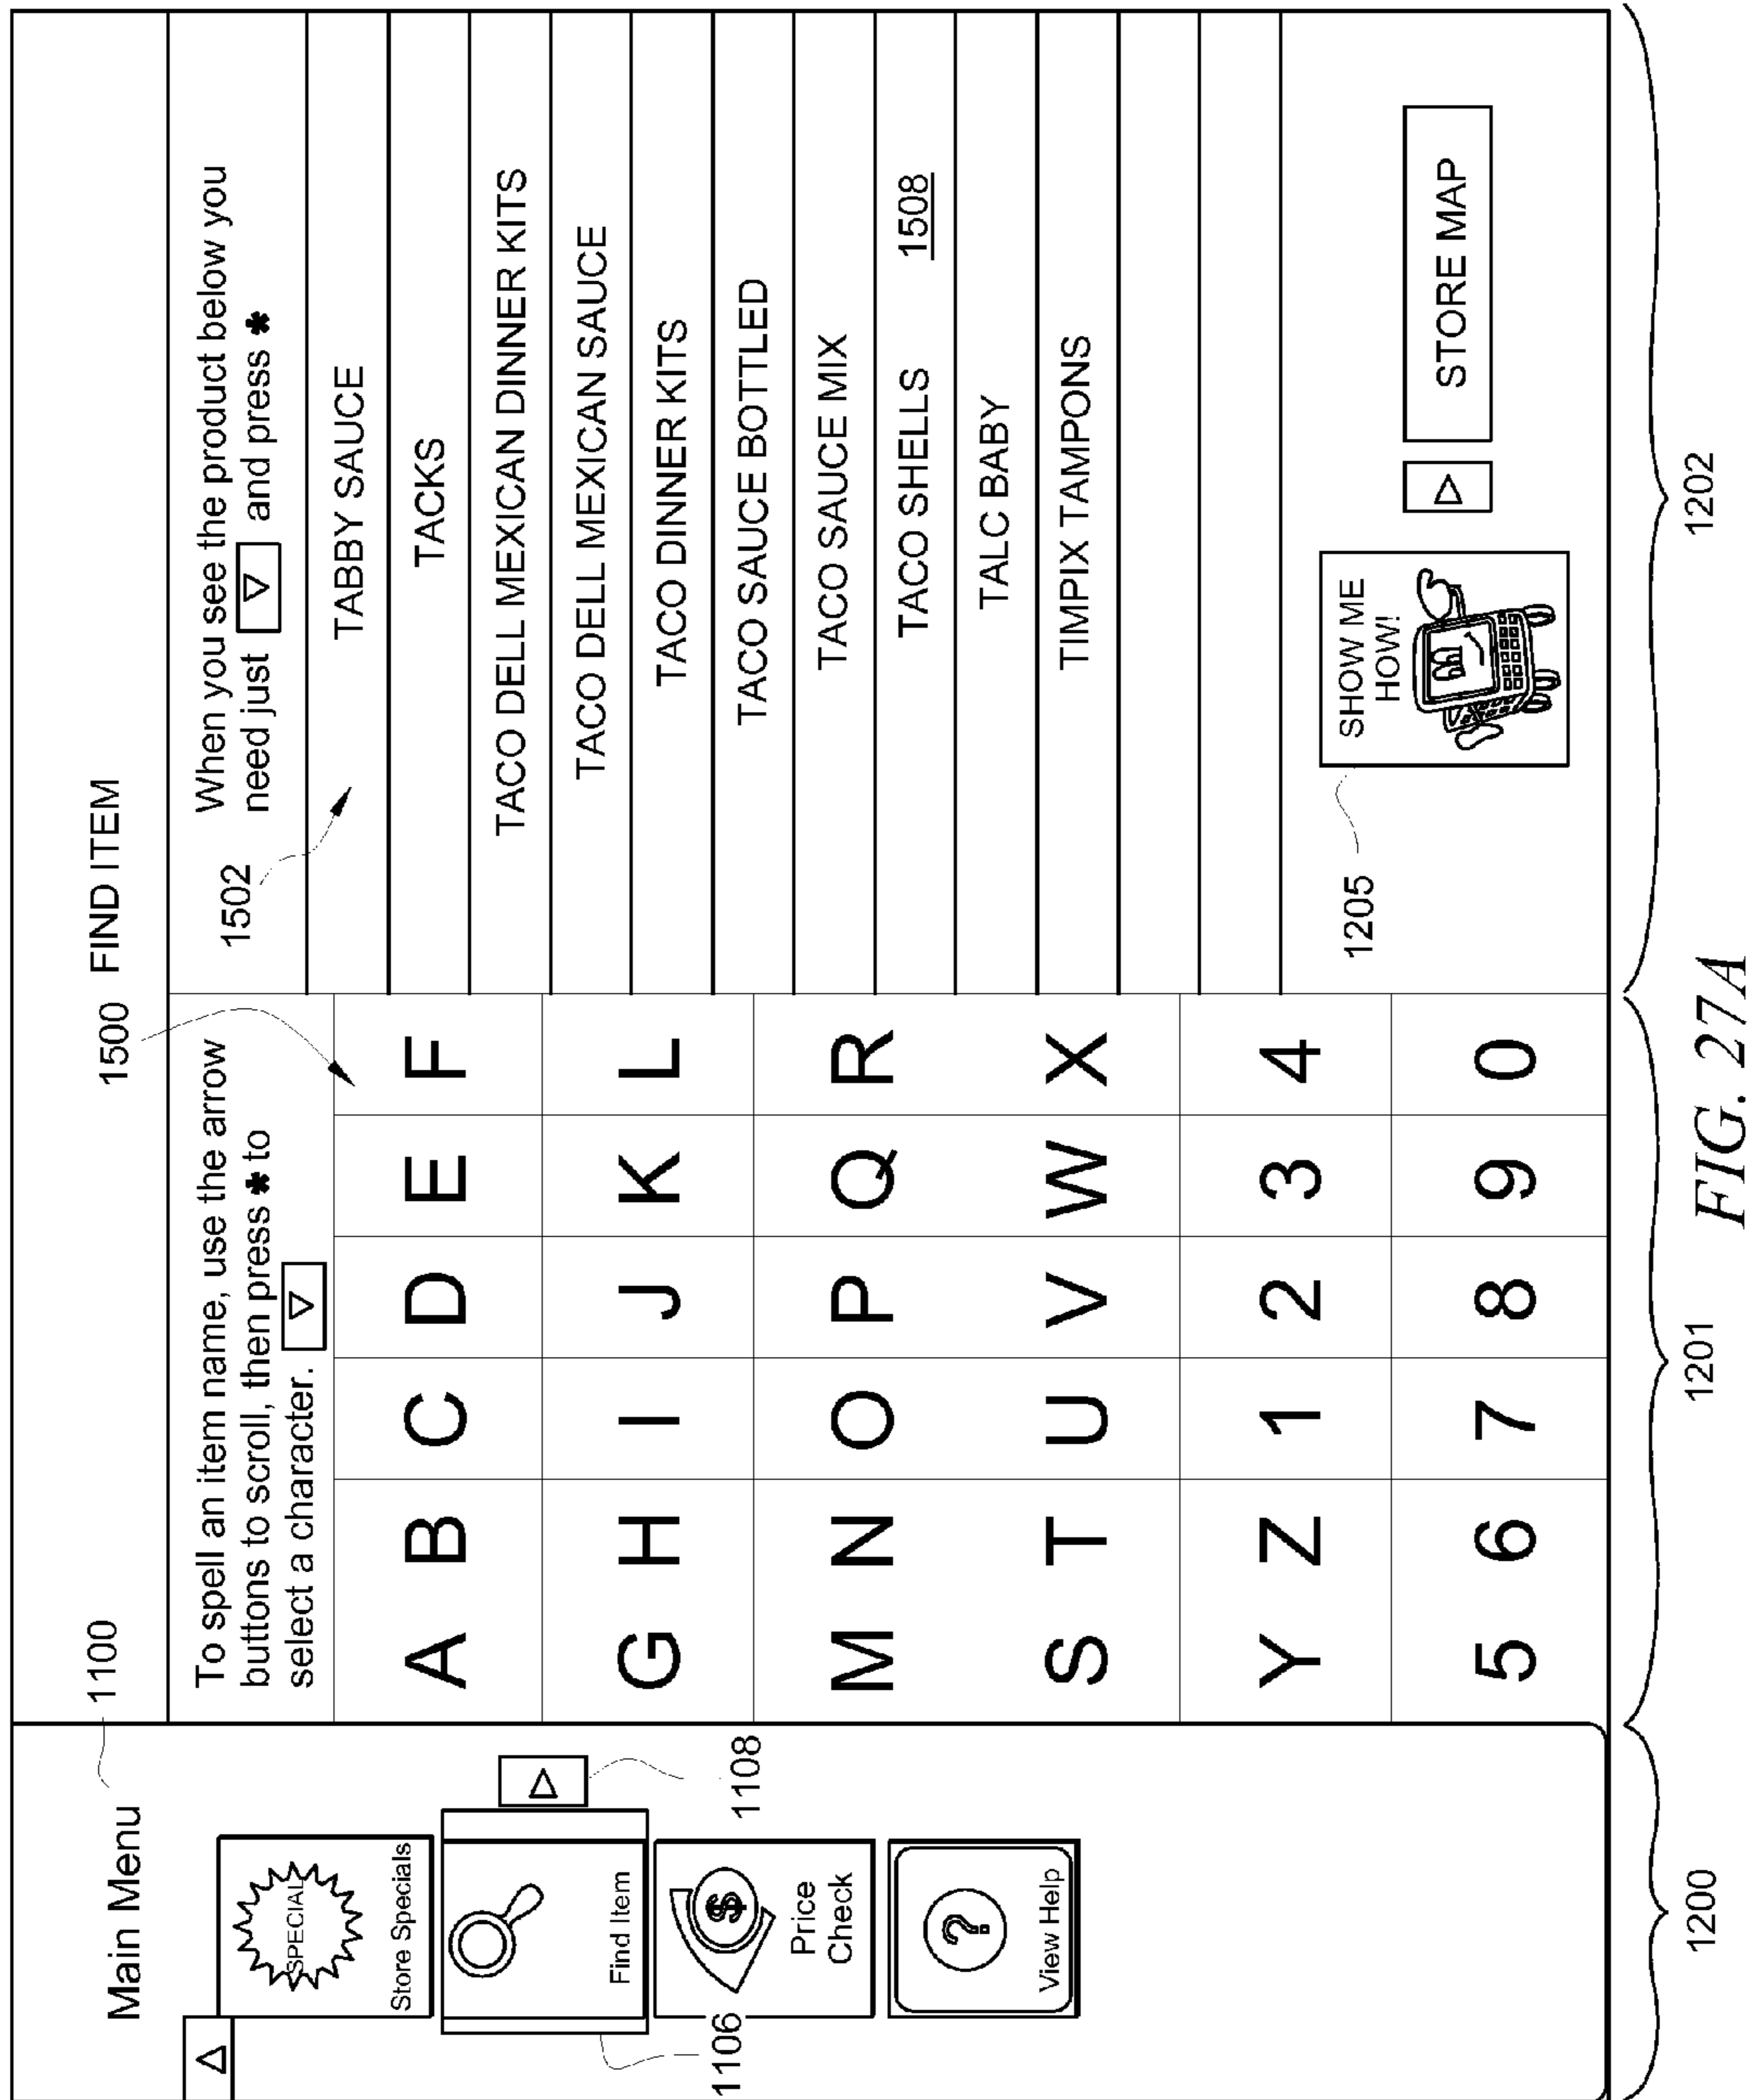 Main Menu
1100
SPECIAL
Store Specials
Find Item
1108
1106
$
Price
Check
?
View Help
1200
1500 FIND ITEM
To spell an item name, use the arrow
buttons to scroll, then press * to
select a character.
A B C D E F
G H I J K L
M N O P Q R
S T U V W X
Y Z 1 2 3 4
5 6 7 8 9 0
1201
When you see the product below you
need just and press *
1502
TABBY SAUCE
TACKS
TACO DELL MEXICAN DINNER KITS
TACO DELL MEXICAN SAUCE
TACO DINNER KITS
TACO SAUCE BOTTLED
TACO SAUCE MIX
TACO SHELLS 1508
TALC BABY
TIMPIX TAMPONS
1205
SHOW ME
HOW!
STORE MAP
1202
FIG. 27A